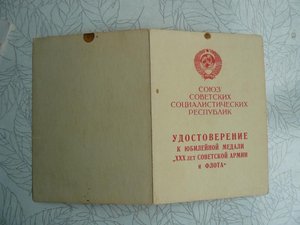 СОЮЗ
СОВЕТСКИХ
СОЦИАЛИСТИЧЕСКИХ
РЕСПУБЛИК
УДОСТОВЕРЕНИЕ
К ЮБИЛЕЙНОЙ МЕДАЛИ
„XXX ЛЕТ СОВЕТСКОЙ АРМИИ
и ФЛОТА“